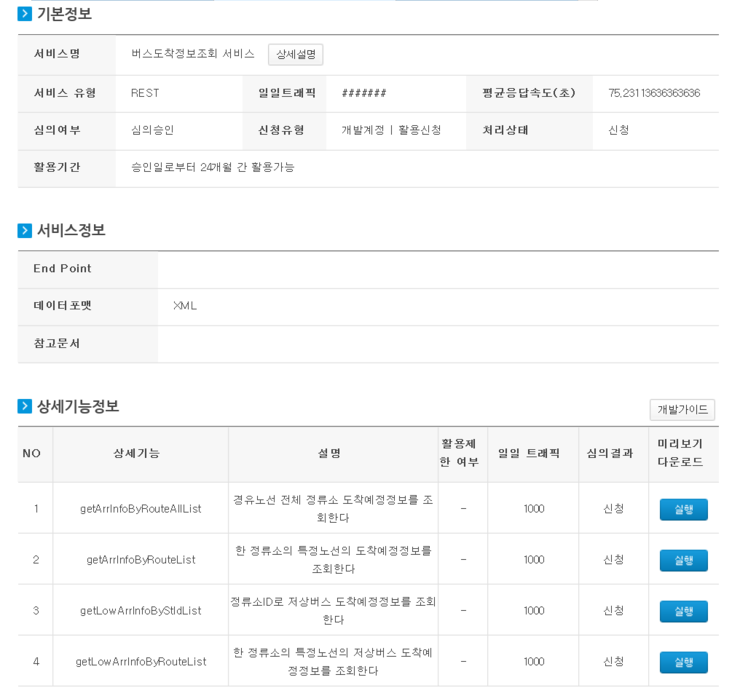 기본정보
서비스명 버스도착정보조회 서비스 상세설명
서비스 유형 REST 일일트래픽 ####### 평균응답속도(초) 75,23113636363636
심의여부 심의승인 신청유형 개발계정 | 활용신청 처리상태 신청
활용기간 승인일로부터 24개월 간 활용가능
서비스정보
End Point
데이터포맷 XML
참고문서
상세기능정보 개발가이드
NO 상세기능 설명 활용제한 여부 일일 트래픽 심의결과 미리보기 다운로드
1 getArrInfoByRouteAllList 경유노선 전체 정류소 도착예정정보를 조회한다 - 1000 신청 실행
2 getArrInfoByRouteList 한 정류소의 특정노선의 도착예정정보를 조회한다 - 1000 신청 실행
3 getLowArrInfoByStIdList 정류소ID로 저상버스 도착예정정보를 조회한다 - 1000 신청 실행
4 getLowArrInfoByRouteList 한 정류소의 특정노선의 저상버스 도착예정정보를 조회한다 - 1000 신청 실행